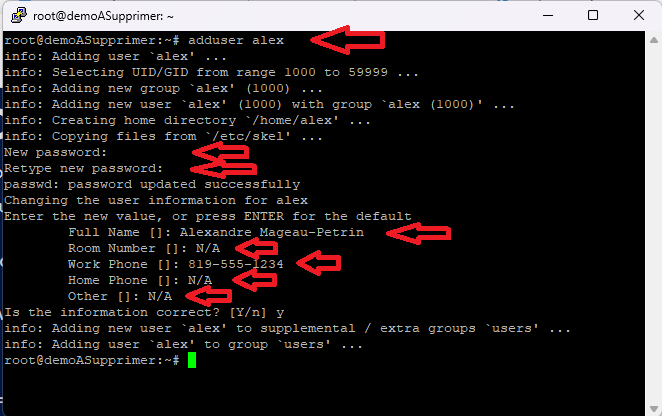 root@demoASupprimer: ~
root@demoASupprimer:~# adduser alex
info: Adding user `alex' ...
info: Selecting UID/GID from range 1000 to 59999 ...
info: Adding new group `alex' (1000) ...
info: Adding new user `alex' (1000) with group `alex (1000)' ...
info: Creating home directory `/home/alex' ...
info: Copying files from `/etc/skel' ...
New password:
Retype new password:
passwd: password updated successfully
Changing the user information for alex
Enter the new value, or press ENTER for the default
Full Name []: Alexandre Mageau-Petrin
Room Number []: N/A
Work Phone []: 819-555-1234
Home Phone []: N/A
Other []: N/A
Is the information correct? [Y/n] y
info: Adding new user `alex' to supplemental / extra groups `users' ...
info: Adding user `alex' to group `users' ...
root@demoASupprimer:~#